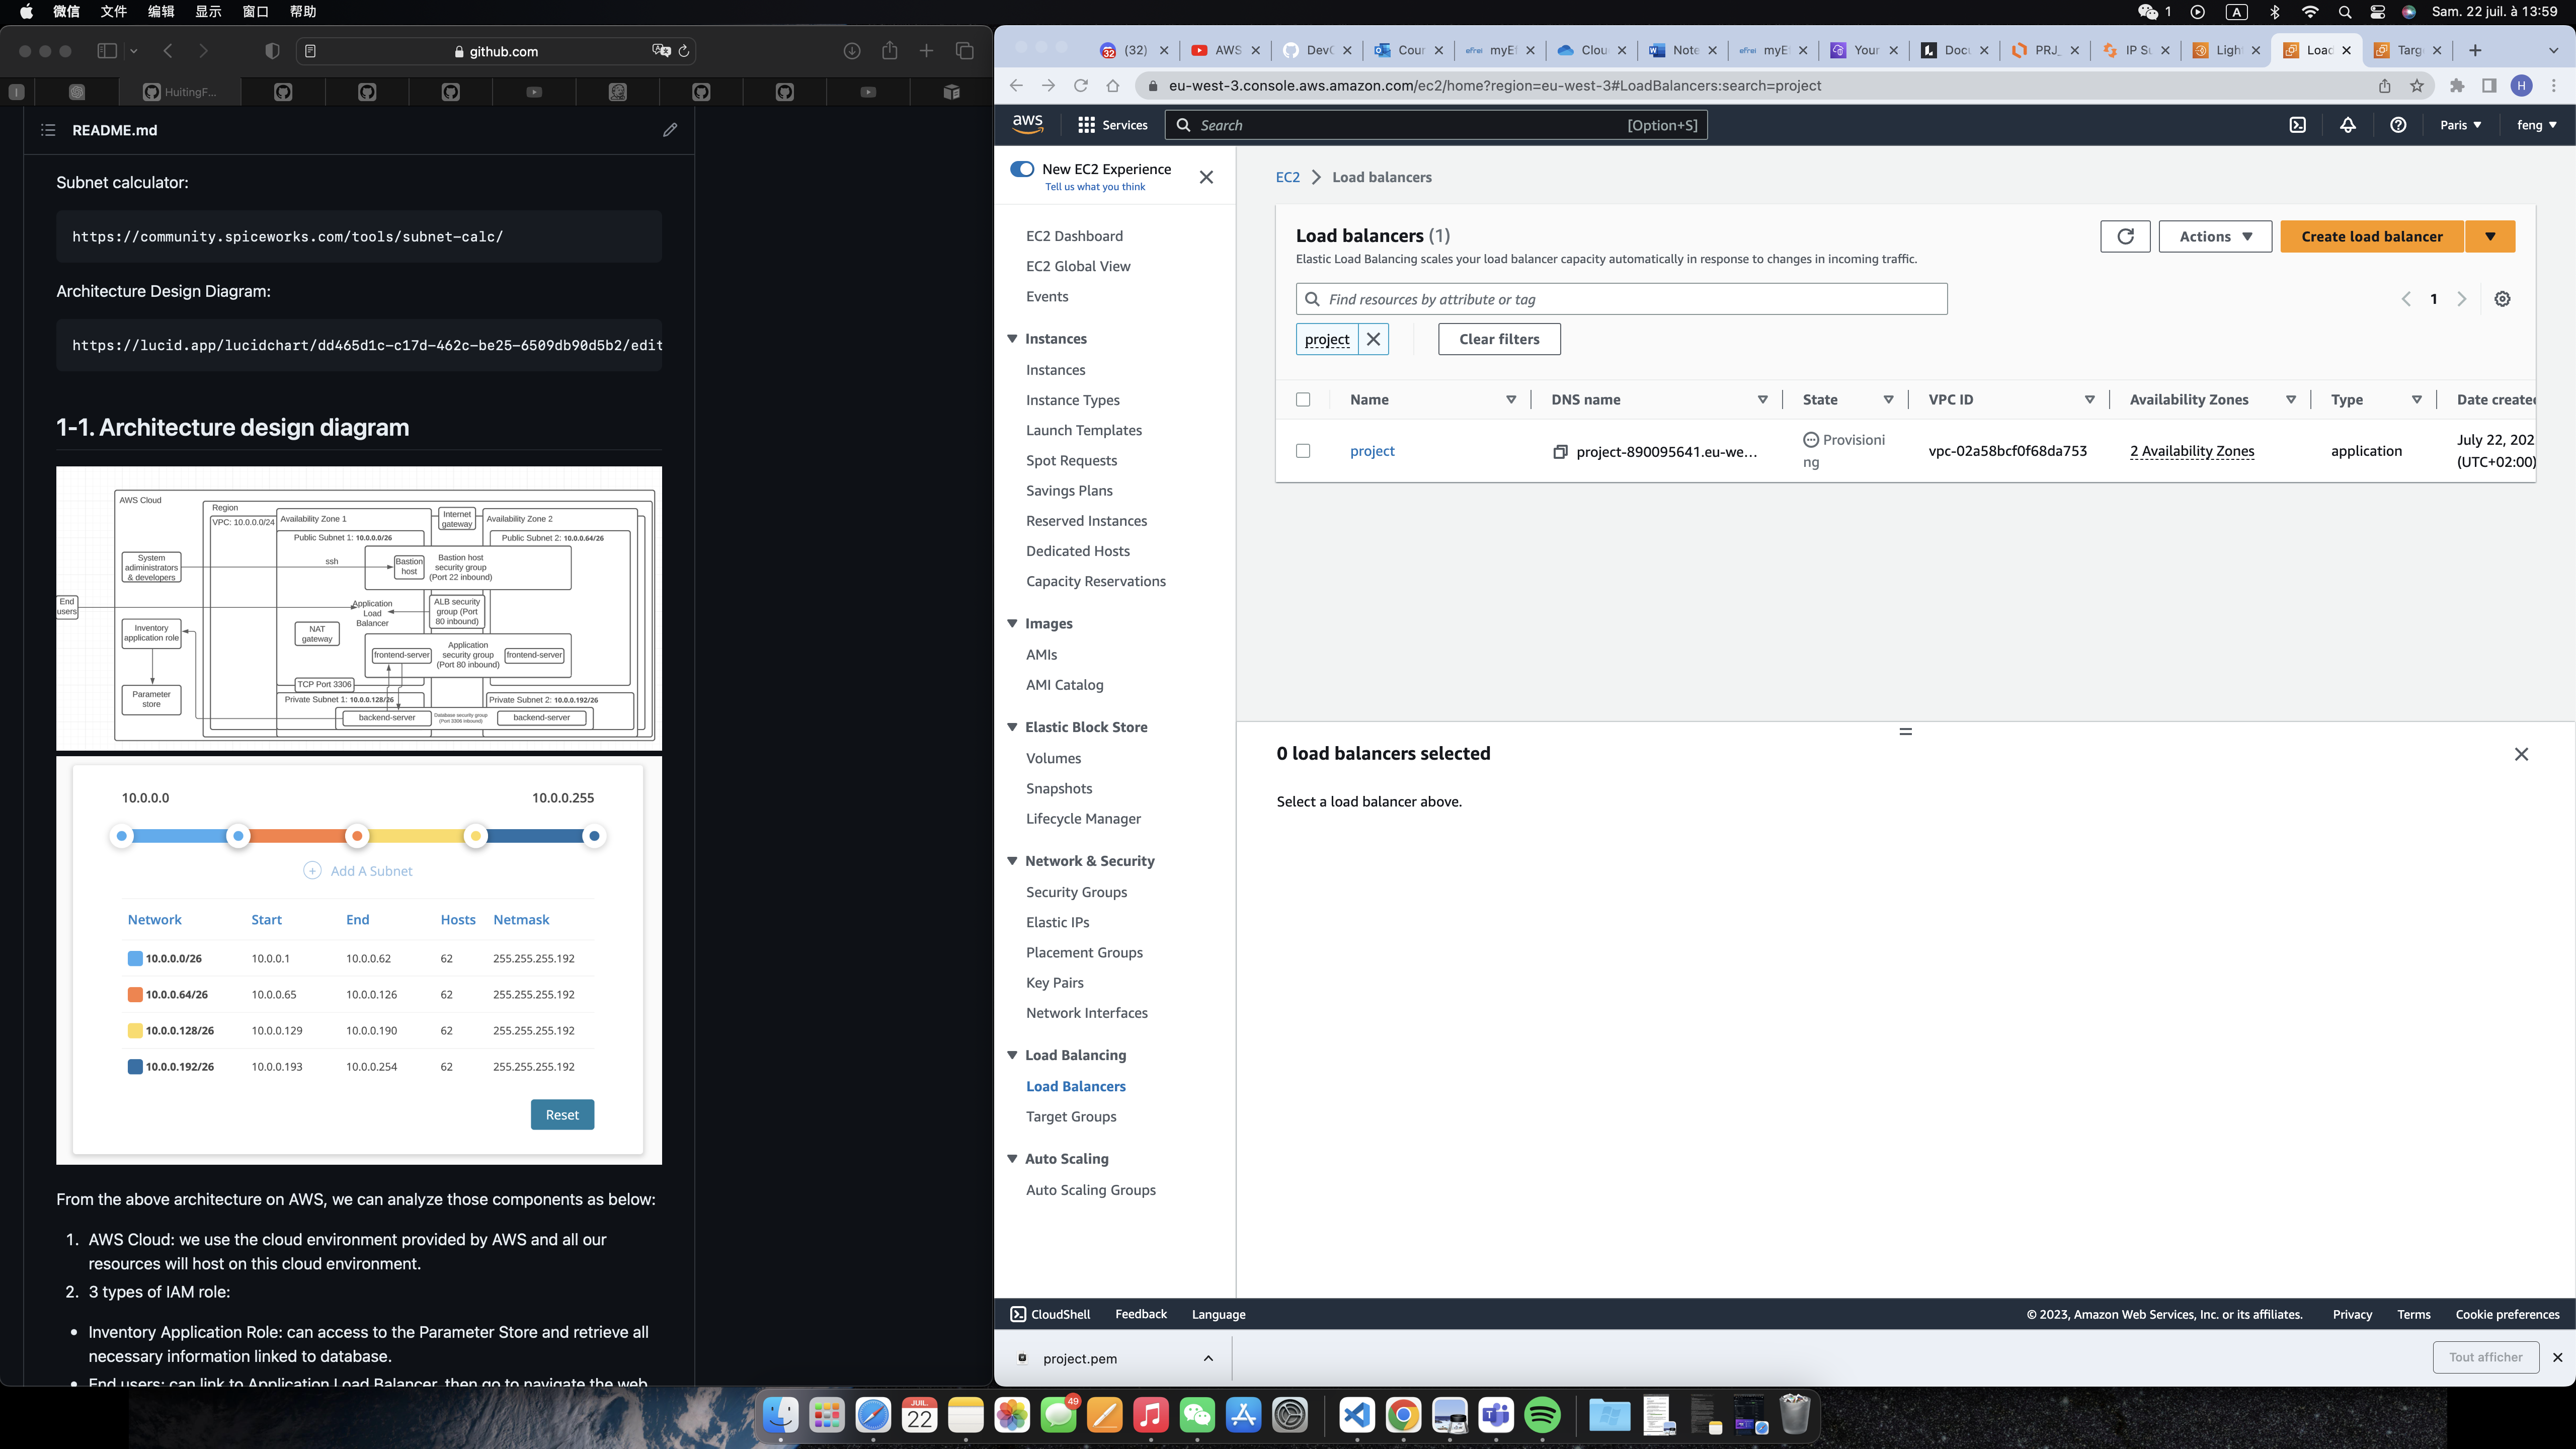 微信 文件 编辑 显示 窗口 帮助
1 A Sam. 22 juil. à 13:59
github.com
HuitingF...
README.md
Subnet calculator:
https://community.spiceworks.com/tools/subnet-calc/
Architecture Design Diagram:
https://lucid.app/lucidchart/dd465d1c-c17d-462c-be25-6509db90d5b2/edit
1-1. Architecture design diagram
AWS Cloud
Region
VPC: 10.0.0.0/24
Availability Zone 1
Internet gateway
Availability Zone 2
Public Subnet 1: 10.0.0.0/26
Public Subnet 2: 10.0.0.64/26
System adiministrators & developers
ssh
Bastion host
Bastion host security group (Port 22 inbound)
End users
Application Load Balancer
ALB security group (Port 80 inbound)
Inventory application role
NAT gateway
frontend-server
Application security group (Port 80 inbound)
frontend-server
TCP Port 3306
Parameter store
Private Subnet 1: 10.0.0.128/26
Private Subnet 2: 10.0.0.192/26
backend-server
Database security group (Port 3306 inbound)
backend-server
10.0.0.0 10.0.0.255
Add A Subnet
Network Start End Hosts Netmask
10.0.0.0/26 10.0.0.1 10.0.0.62 62 255.255.255.192
10.0.0.64/26 10.0.0.65 10.0.0.126 62 255.255.255.192
10.0.0.128/26 10.0.0.129 10.0.0.190 62 255.255.255.192
10.0.0.192/26 10.0.0.193 10.0.0.254 62 255.255.255.192
Reset
From the above architecture on AWS, we can analyze those components as below:
1. AWS Cloud: we use the cloud environment provided by AWS and all our
resources will host on this cloud environment.
2. 3 types of IAM role:
• Inventory Application Role: can access to the Parameter Store and retrieve all
necessary information linked to database.
• End users: can link to Application Load Balancer, then go to navigate the web
32 (32) AWS DevC Cour efrei myEf Clou Note efrei myE Your Docu PRJ_ IP Su Ligh Load Targ
eu-west-3.console.aws.amazon.com/ec2/home?region=eu-west-3#LoadBalancers:search=project
H
aws Services Search [Option+S] Paris feng
New EC2 Experience
Tell us what you think
EC2 Dashboard
EC2 Global View
Events
Instances
Instances
Instance Types
Launch Templates
Spot Requests
Savings Plans
Reserved Instances
Dedicated Hosts
Capacity Reservations
Images
AMIs
AMI Catalog
Elastic Block Store
Volumes
Snapshots
Lifecycle Manager
Network & Security
Security Groups
Elastic IPs
Placement Groups
Key Pairs
Network Interfaces
Load Balancing
Load Balancers
Target Groups
Auto Scaling
Auto Scaling Groups
EC2 Load balancers
Load balancers (1)
Actions Create load balancer
Elastic Load Balancing scales your load balancer capacity automatically in response to changes in incoming traffic.
Find resources by attribute or tag
1
project Clear filters
Name DNS name State VPC ID Availability Zones Type Date create
project project-890095641.eu-we... Provisioni
ng vpc-02a58bcf0f68da753 2 Availability Zones application July 22, 202
(UTC+02:00)
0 load balancers selected
Select a load balancer above.
CloudShell Feedback Language © 2023, Amazon Web Services, Inc. or its affiliates. Privacy Terms Cookie preferences
project.pem Tout afficher
JUIL. 22
49